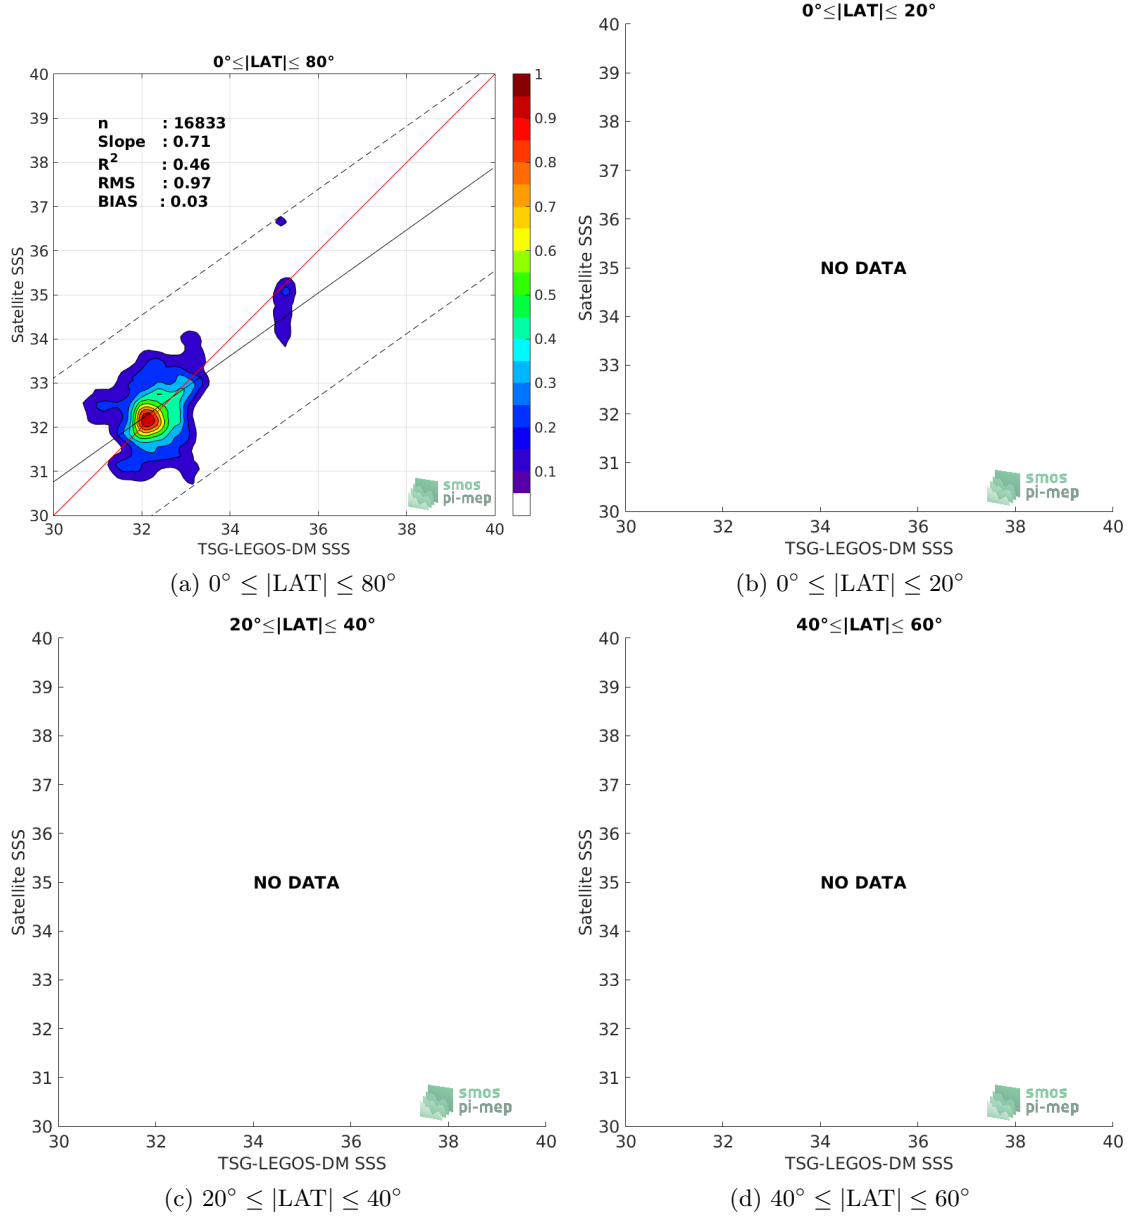 0°≤|LAT|≤ 80°
n : 16833
Slope : 0.71
R² : 0.46
RMS : 0.97
BIAS : 0.03
Satellite SSS
40
39
38
37
36
35
34
33
32
31
30
30 32 34 36 38 40
TSG-LEGOS-DM SSS
1
0.9
0.8
0.7
0.6
0.5
0.4
0.3
0.2
0.1
smos
pi-mep
(a) 0° ≤ |LAT| ≤ 80°
0°≤|LAT|≤ 20°
Satellite SSS
40
39
38
37
36
35
34
33
32
31
30
NO DATA
smos
pi-mep
30 32 34 36 38 40
TSG-LEGOS-DM SSS
(b) 0° ≤ |LAT| ≤ 20°
20°≤|LAT|≤ 40°
Satellite SSS
40
39
38
37
36
35
34
33
32
31
30
NO DATA
smos
pi-mep
30 32 34 36 38 40
TSG-LEGOS-DM SSS
(c) 20° ≤ |LAT| ≤ 40°
40°≤|LAT|≤ 60°
Satellite SSS
40
39
38
37
36
35
34
33
32
31
30
NO DATA
smos
pi-mep
30 32 34 36 38 40
TSG-LEGOS-DM SSS
(d) 40° ≤ |LAT| ≤ 60°